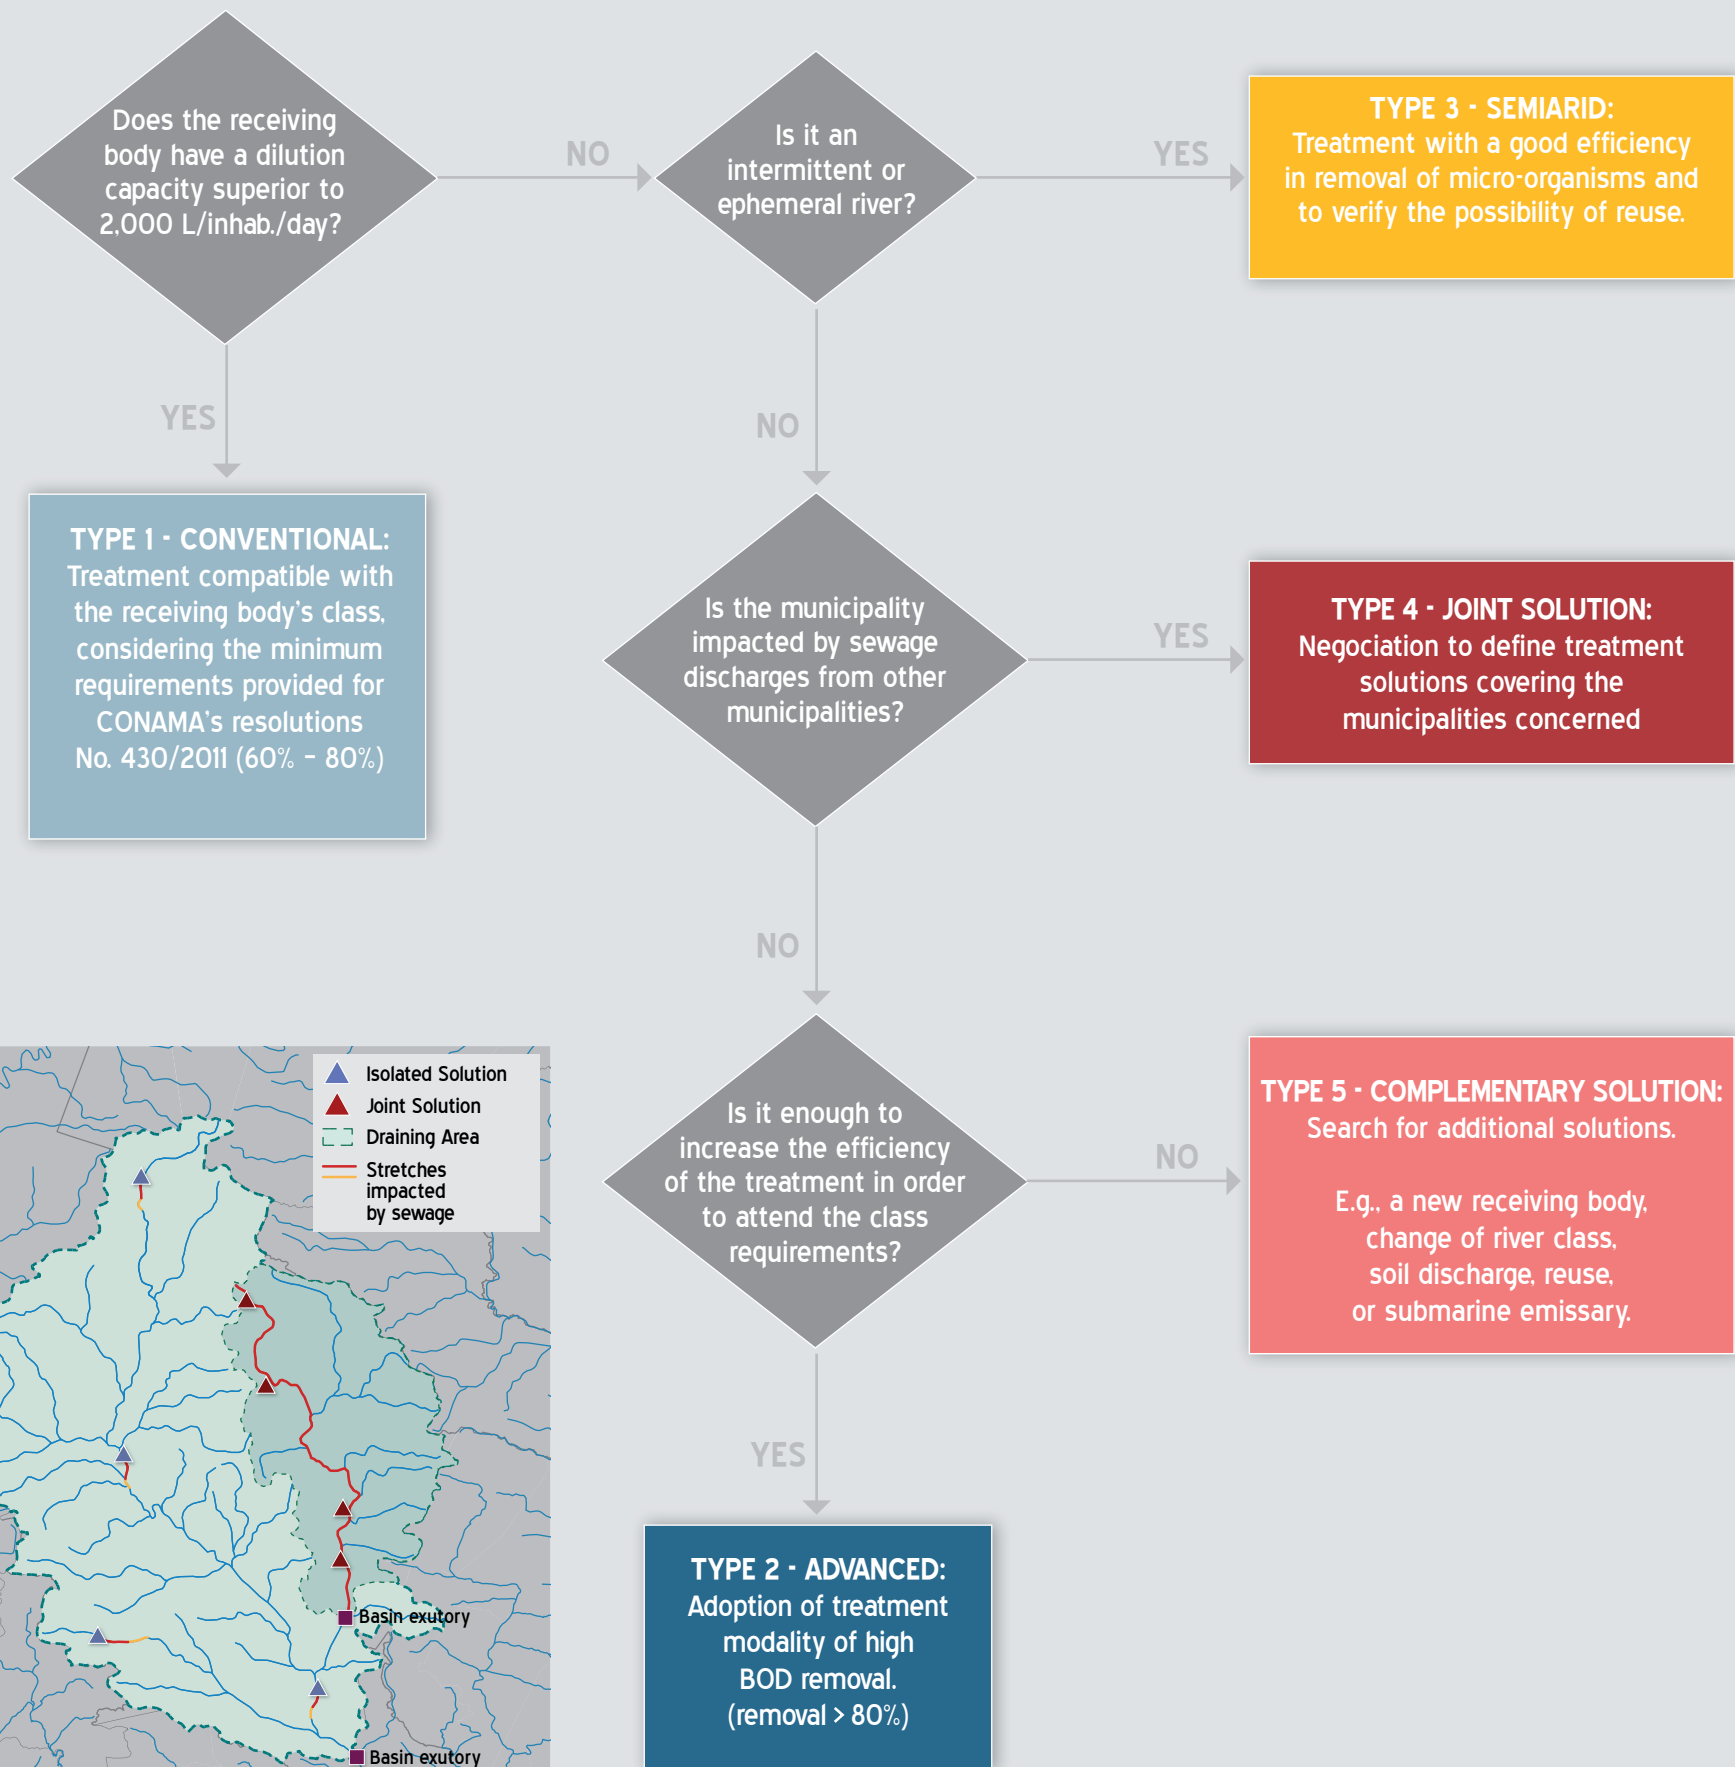 Does the receiving
body have a dilution
capacity superior to
2,000 L/inhab./day?
NO
Is it an
intermittent or
ephemeral river?
YES
TYPE 3 - SEMIARID:
Treatment with a good efficiency
in removal of micro-organisms and
to verify the possibility of reuse.
YES
NO
TYPE 1 - CONVENTIONAL:
Treatment compatible with
the receiving body's class,
considering the minimum
requirements provided for
CONAMA's resolutions
No. 430/2011 (60% - 80%)
Is the municipality
impacted by sewage
discharges from other
municipalities?
YES
TYPE 4 - JOINT SOLUTION:
Negociation to define treatment
solutions covering the
municipalities concerned
NO
Is it enough to
increase the efficiency
of the treatment in order
to attend the class
requirements?
NO
TYPE 5 - COMPLEMENTARY SOLUTION:
Search for additional solutions.
E.g., a new receiving body,
change of river class,
soil discharge, reuse,
or submarine emissary.
YES
TYPE 2 - ADVANCED:
Adoption of treatment
modality of high
BOD removal.
(removal > 80%)
Isolated Solution
Joint Solution
Draining Area
Stretches
impacted
by sewage
Basin exutory
Basin exutory